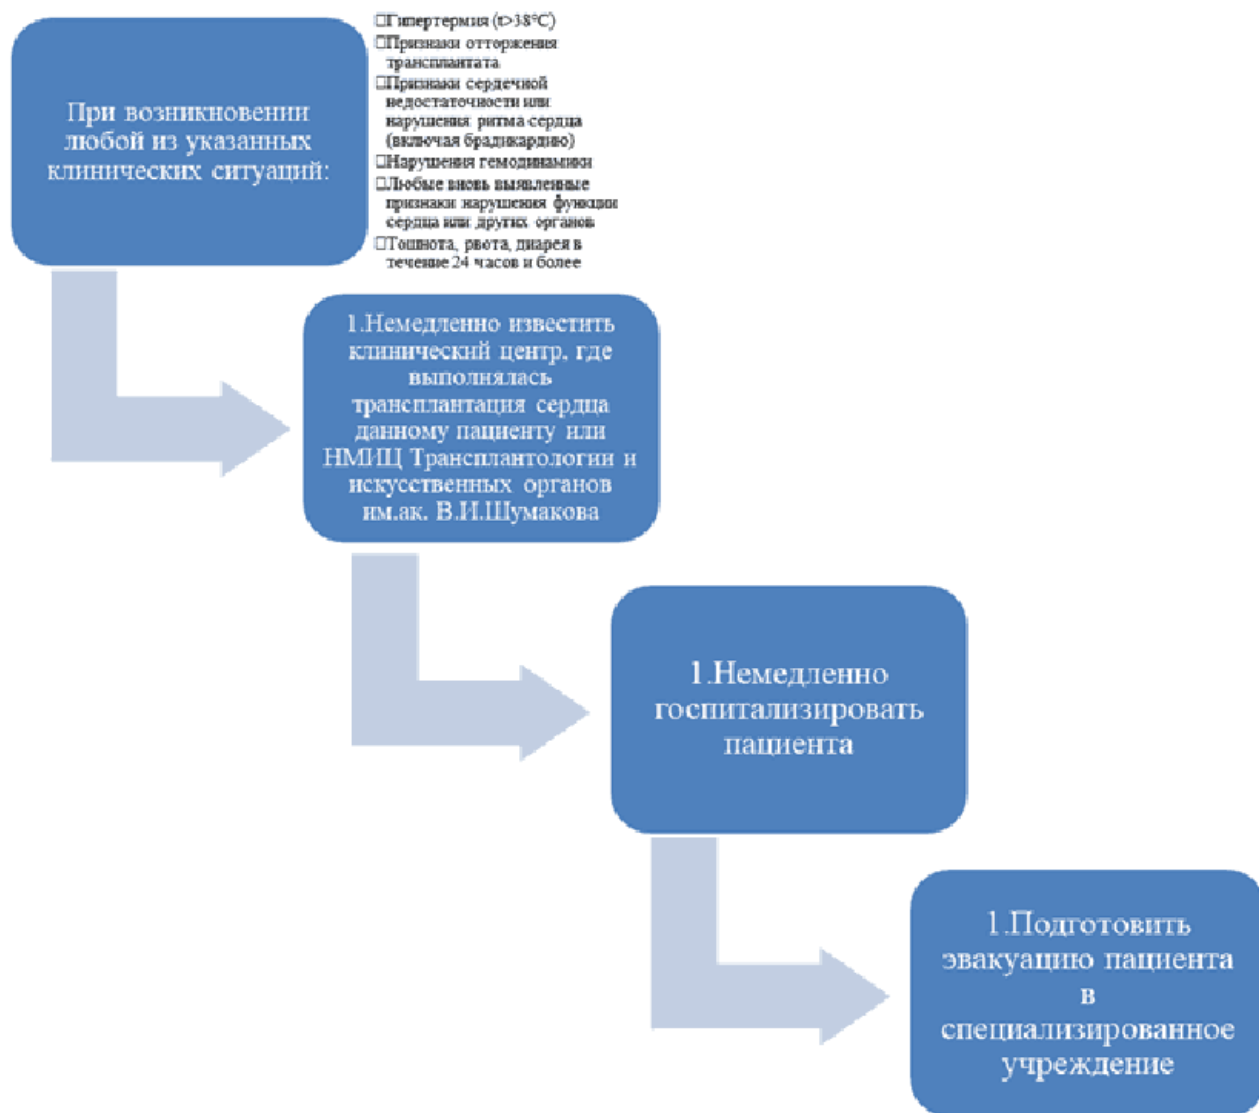 При возникновении
любой из указанных
клинических ситуаций:
□Гипертермия (t>38°C)
□Признаки отторжения
трансплантата
□Признаки сердечной
недостаточности или
нарушения ритма сердца
(включая брадикардию)
□Нарушения гемодинамики
□Любые вновь выявленные
признаки нарушения функции
сердца или других органов
□Тошнота, рвота, диарея в
течение 24 часов и более
1.Немедленно известить
клинический центр, где
выполнялась
трансплантация сердца
данному пациенту или
НМИЦ Трансплантологии и
искусственных органов
им.ак. В.И.Шумакова
1.Немедленно
госпитализировать
пациента
1.Подготовить
эвакуацию пациента
в
специализированное
учреждение